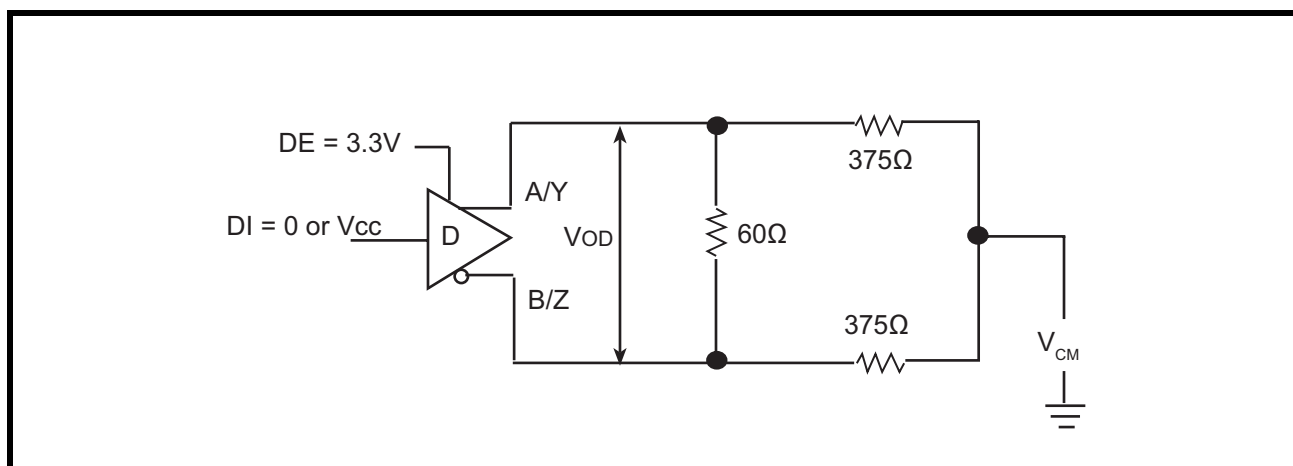 DE = 3.3V
A/Y
375Ω
DI = 0 or Vcc
D
VOD
60Ω
B/Z
375Ω
VCM